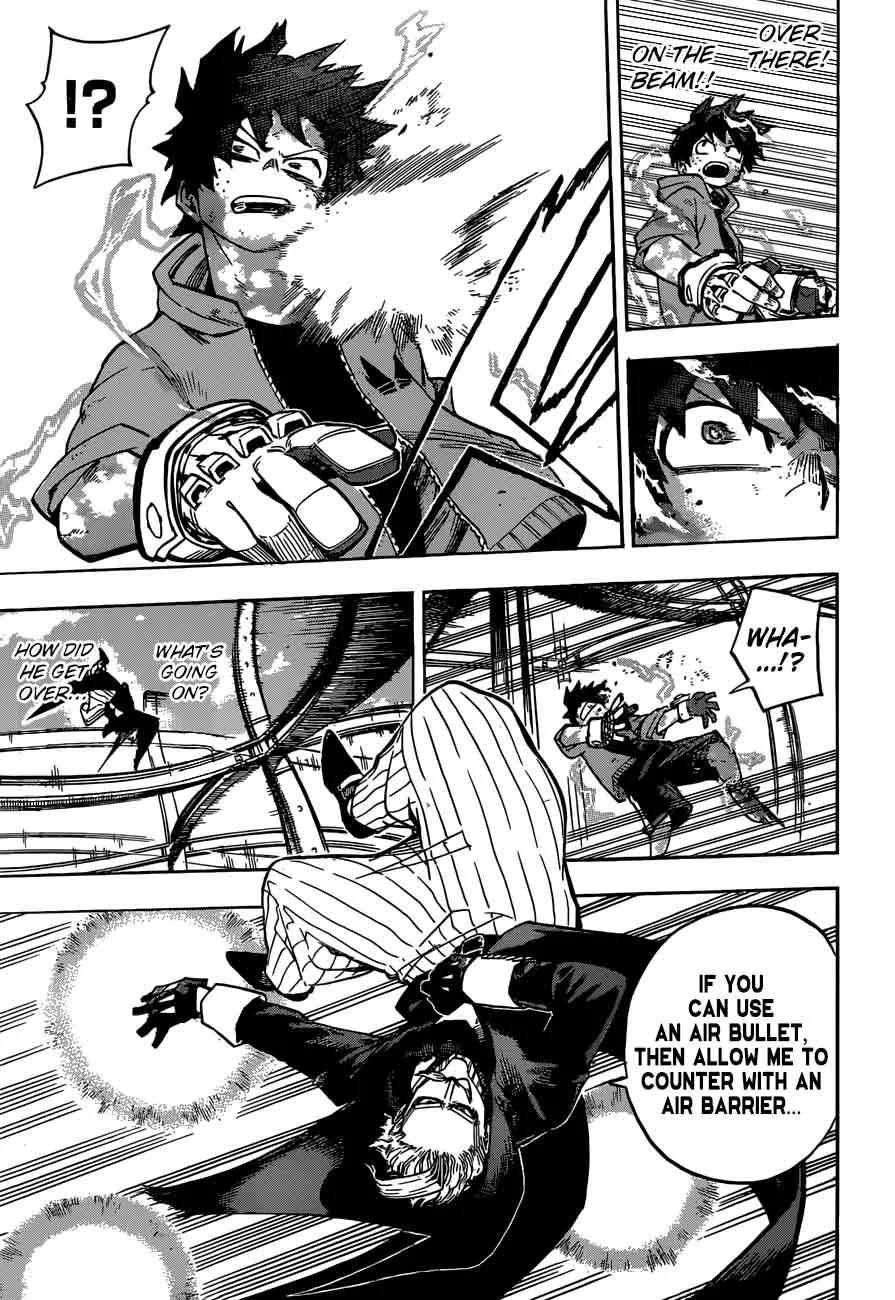 OVER
THERE!
ON THE
BEAM!!
!?
WHA-
...!?
WHAT'S
GOING
ON?
HOW DID
HE GET
OVER...
IF YOU
CAN USE
AN AIR BULLET,
THEN ALLOW ME TO
COUNTER WITH AN
AIR BARRIER...